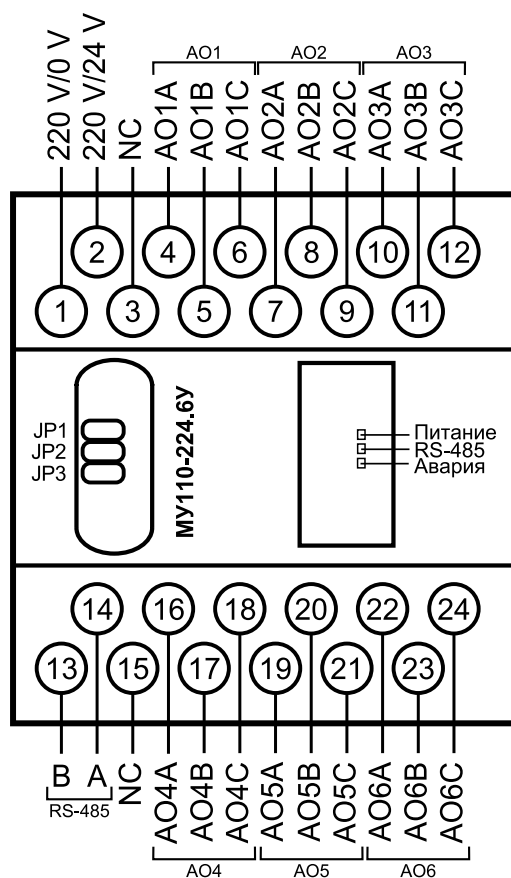 AO1 AO2 AO3
220 V/0 V
220 V/24 V
NC
AO1A
AO1B
AO1C
AO2A
AO2B
AO2C
AO3A
AO3B
AO3C
2 4 6 8 10 12
1 3 5 7 9 11
JP1
JP2
JP3
МУ110-224.6У
Питание
RS-485
Авария
14 16 18 20 22 24
13 15 17 19 21 23
B
A
NC
AO4A
AO4B
AO4C
AO5A
AO5B
AO5C
AO6A
AO6B
AO6C
RS-485
AO4 AO5 AO6